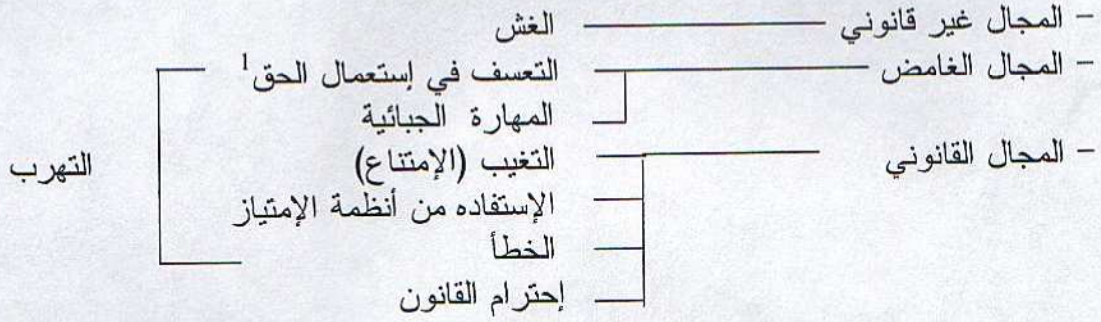 - المجال غير قانوني الغش
- المجال الغامض التعسف في إستعمال الحق1
المهارة الجبائية
- المجال القانوني التغيب (الإمتناع)
التهرب
الإستفاده من أنظمة الإمتياز
الخطأ
إحترام القانون